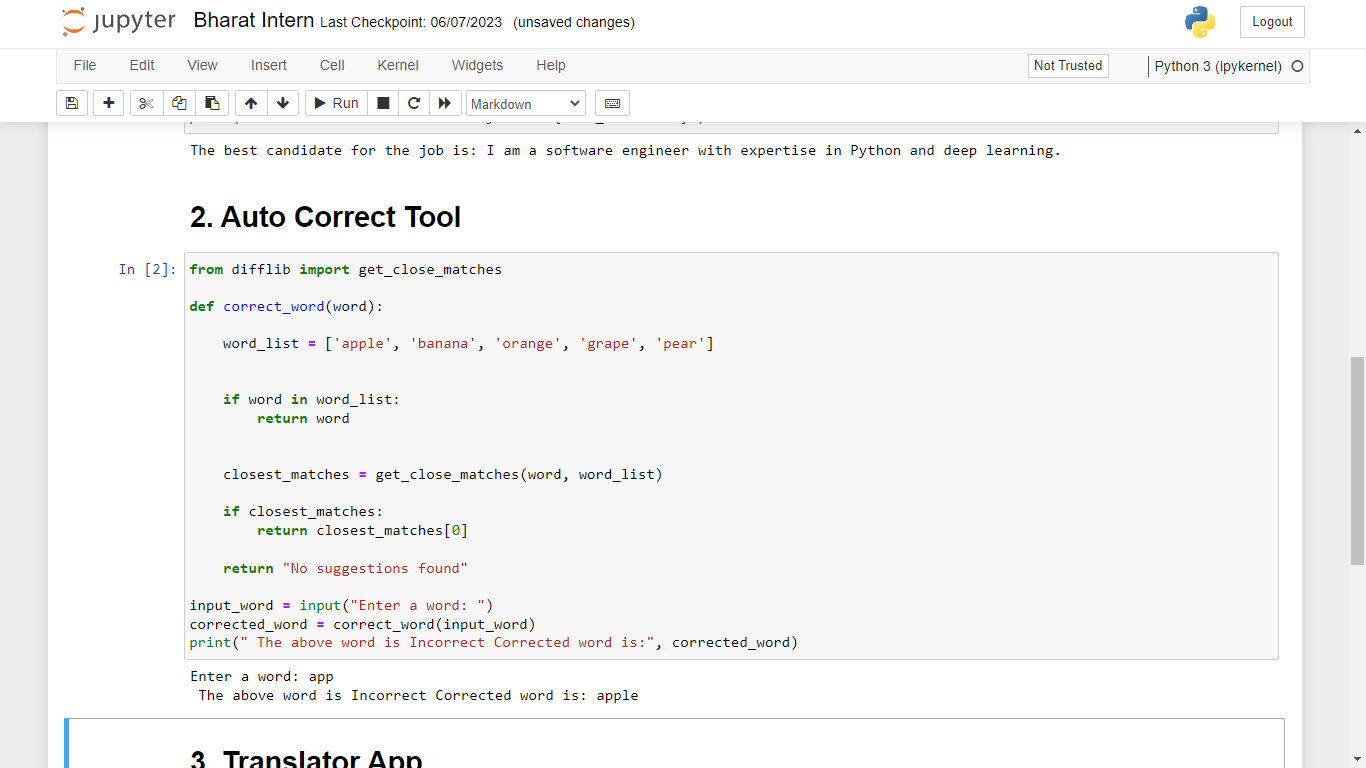 jupyter Bharat Intern Last Checkpoint: 06/07/2023 (unsaved changes) Logout
File Edit View Insert Cell Kernel Widgets Help Not Trusted Python 3 (ipykernel)
Run Markdown
The best candidate for the job is: I am a software engineer with expertise in Python and deep learning.
2. Auto Correct Tool
In [2]: from difflib import get_close_matches
def correct_word(word):
word_list = ['apple', 'banana', 'orange', 'grape', 'pear']
if word in word_list:
return word
closest_matches = get_close_matches(word, word_list)
if closest_matches:
return closest_matches[0]
return "No suggestions found"
input_word = input("Enter a word: ")
corrected_word = correct_word(input_word)
print(" The above word is Incorrect Corrected word is:", corrected_word)
Enter a word: app
The above word is Incorrect Corrected word is: apple
3. Translator App